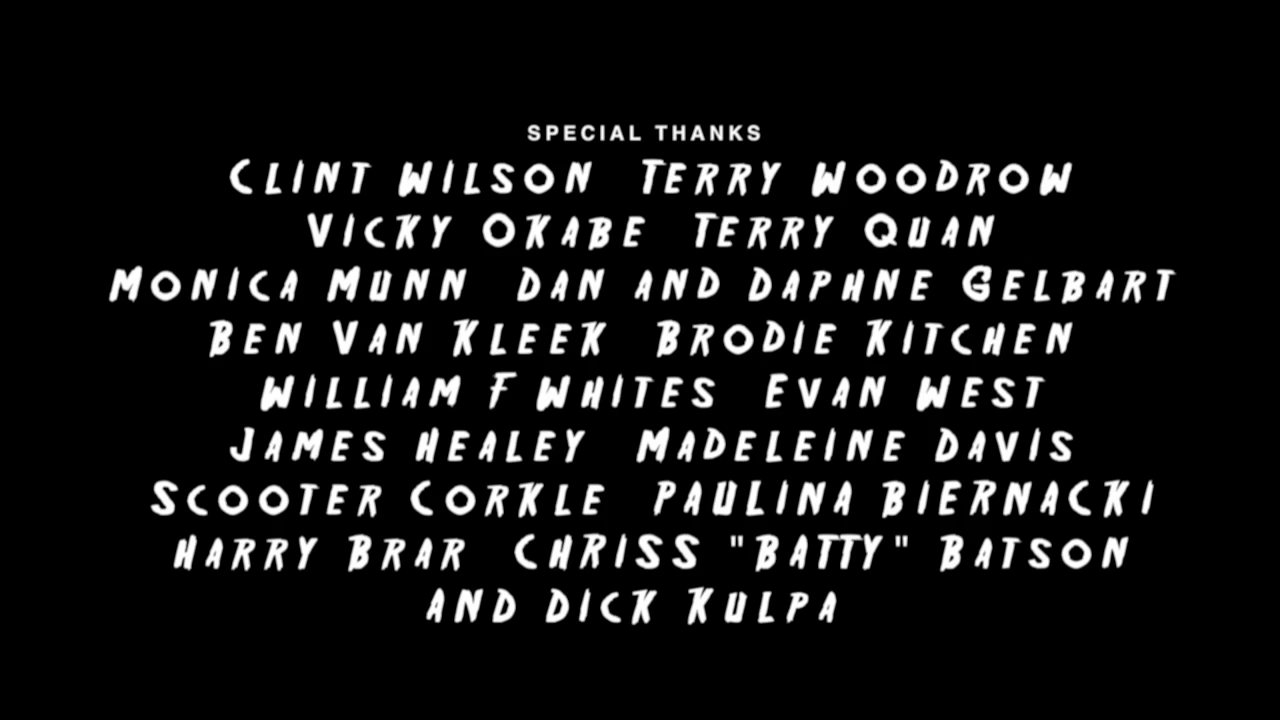 SPECIAL THANKS
CLINT WILSON TERRY WOODROW
VICKY OKABE TERRY QUAN
MONICA MUNN DAN AND DAPHNE GELBART
BEN VAN KLEEK BRODIE KITCHEN
WILLIAM F WHITES EVAN WEST
JAMES HEALEY MADELEINE DAVIS
SCOOTER CORKLE PAULINA BIERNACKI
HARRY BRAR CHRISS "BATTY" BATSON
AND DICK KULPA